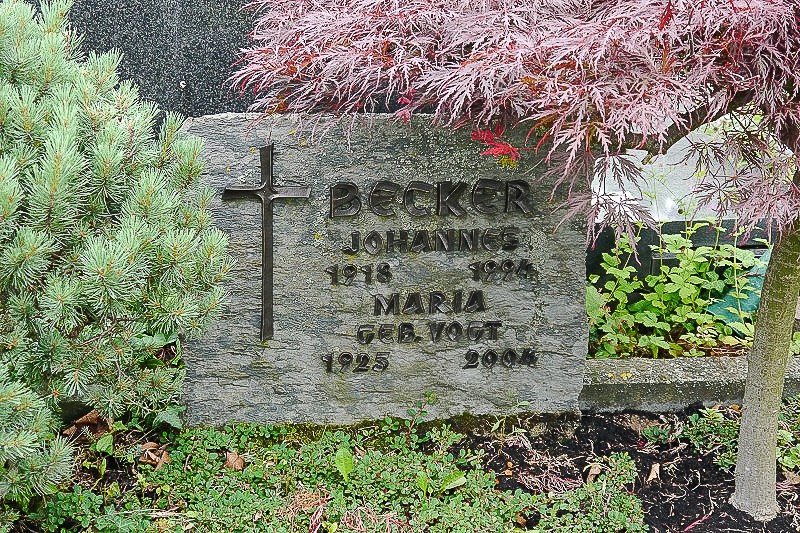 BECKER
JOHANNES
1918 1994
MARIA
GEB. VOGT
1925 2004